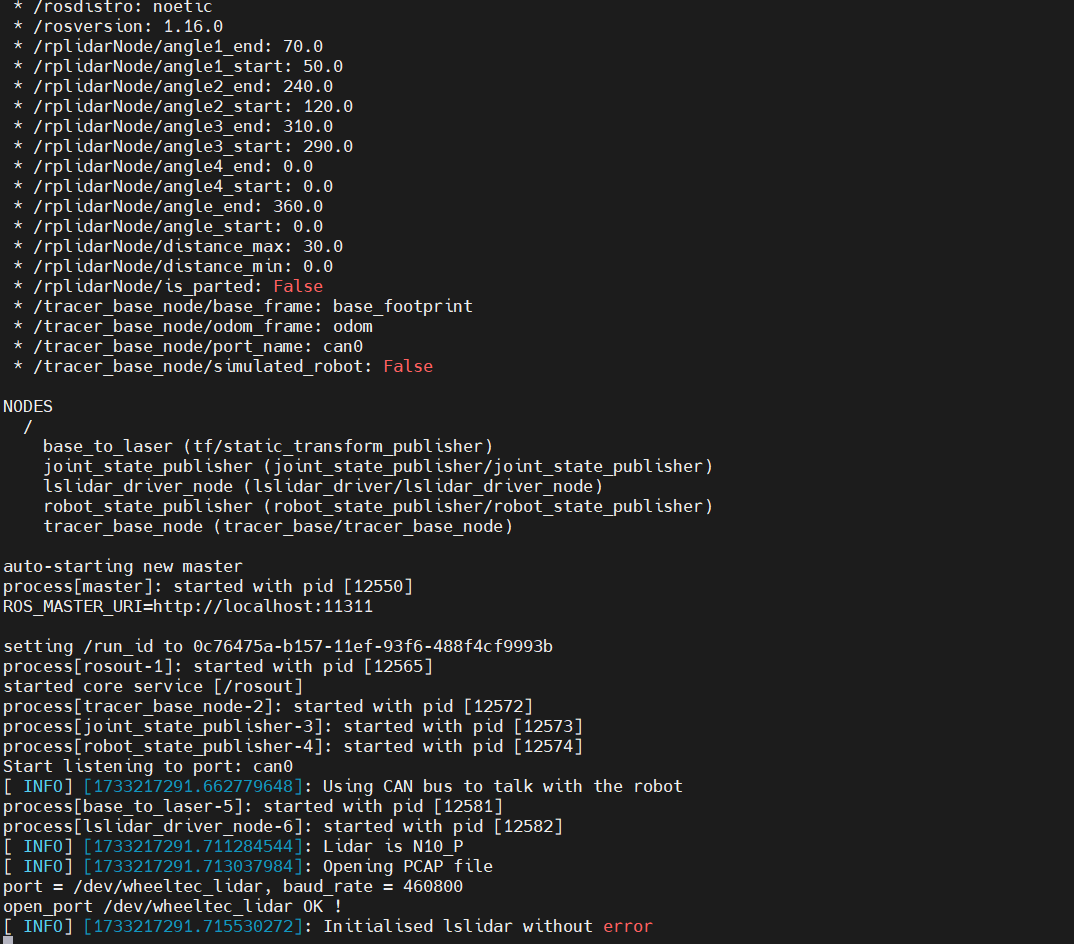 * /rosdistro: noetic
* /rosversion: 1.16.0
* /rplidarNode/angle1_end: 70.0
* /rplidarNode/angle1_start: 50.0
* /rplidarNode/angle2_end: 240.0
* /rplidarNode/angle2_start: 120.0
* /rplidarNode/angle3_end: 310.0
* /rplidarNode/angle3_start: 290.0
* /rplidarNode/angle4_end: 0.0
* /rplidarNode/angle4_start: 0.0
* /rplidarNode/angle_end: 360.0
* /rplidarNode/angle_start: 0.0
* /rplidarNode/distance_max: 30.0
* /rplidarNode/distance_min: 0.0
* /rplidarNode/is_parted: False
* /tracer_base_node/base_frame: base_footprint
* /tracer_base_node/odom_frame: odom
* /tracer_base_node/port_name: can0
* /tracer_base_node/simulated_robot: False
NODES
/
base_to_laser (tf/static_transform_publisher)
joint_state_publisher (joint_state_publisher/joint_state_publisher)
lslidar_driver_node (lslidar_driver/lslidar_driver_node)
robot_state_publisher (robot_state_publisher/robot_state_publisher)
tracer_base_node (tracer_base/tracer_base_node)
auto-starting new master
process[master]: started with pid [12550]
ROS_MASTER_URI=http://localhost:11311
setting /run_id to 0c76475a-b157-11ef-93f6-488f4cf9993b
process[rosout-1]: started with pid [12565]
started core service [/rosout]
process[tracer_base_node-2]: started with pid [12572]
process[joint_state_publisher-3]: started with pid [12573]
process[robot_state_publisher-4]: started with pid [12574]
Start listening to port: can0
[ INFO] [1733217291.662779648]: Using CAN bus to talk with the robot
process[base_to_laser-5]: started with pid [12581]
process[lslidar_driver_node-6]: started with pid [12582]
[ INFO] [1733217291.711284544]: Lidar is N10_P
[ INFO] [1733217291.713037984]: Opening PCAP file
port = /dev/wheeltec_lidar, baud_rate = 460800
open_port /dev/wheeltec_lidar OK !
[ INFO] [1733217291.715530272]: Initialised lslidar without error